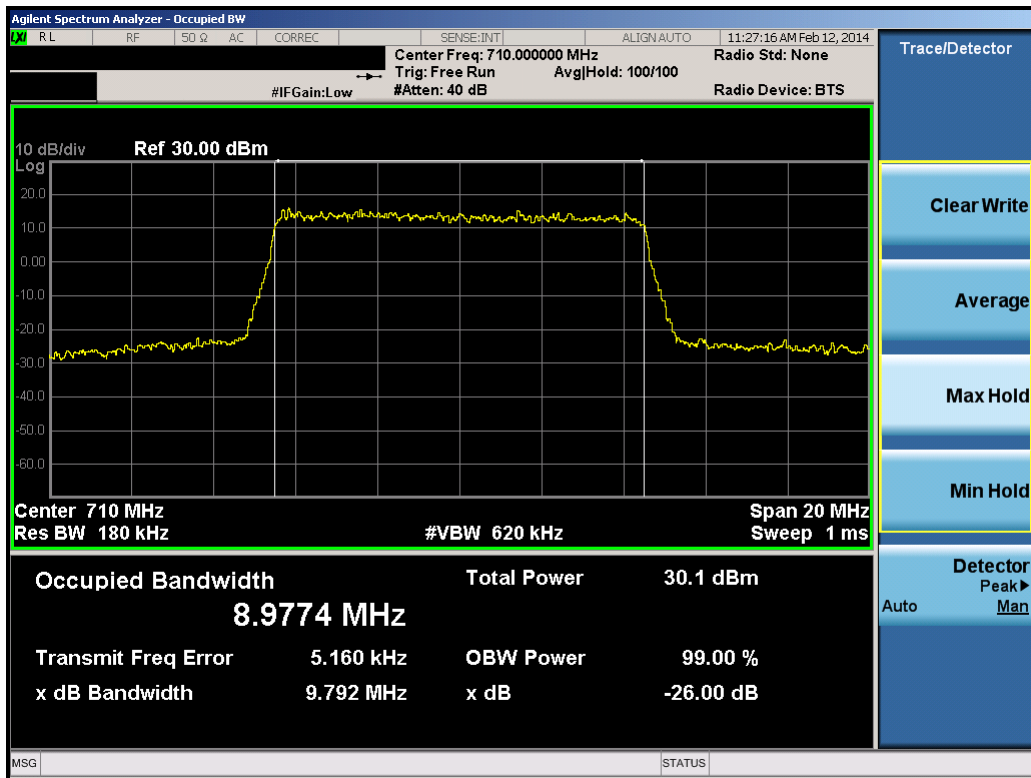 Agilent Spectrum Analyzer - Occupied BW
LXI RL RF 50 Ω AC CORREC SENSE:INT ALIGN AUTO 11:27:16 AM Feb 12, 2014
Center Freq: 710.000000 MHz Radio Std: None
Trig: Free Run Avg|Hold: 100/100
#IFGain:Low #Atten: 40 dB Radio Device: BTS
Trace/Detector
10 dB/div Ref 30.00 dBm
Log
20.0
10.0
0.00
-10.0
-20.0
-30.0
-40.0
-50.0
-60.0
Center 710 MHz Span 20 MHz
Res BW 180 kHz #VBW 620 kHz Sweep 1 ms
Clear Write
Average
Max Hold
Min Hold
Detector
Peak▶
Auto Man
Occupied Bandwidth Total Power 30.1 dBm
8.9774 MHz
Transmit Freq Error 5.160 kHz OBW Power 99.00 %
x dB Bandwidth 9.792 MHz x dB -26.00 dB
MSG STATUS